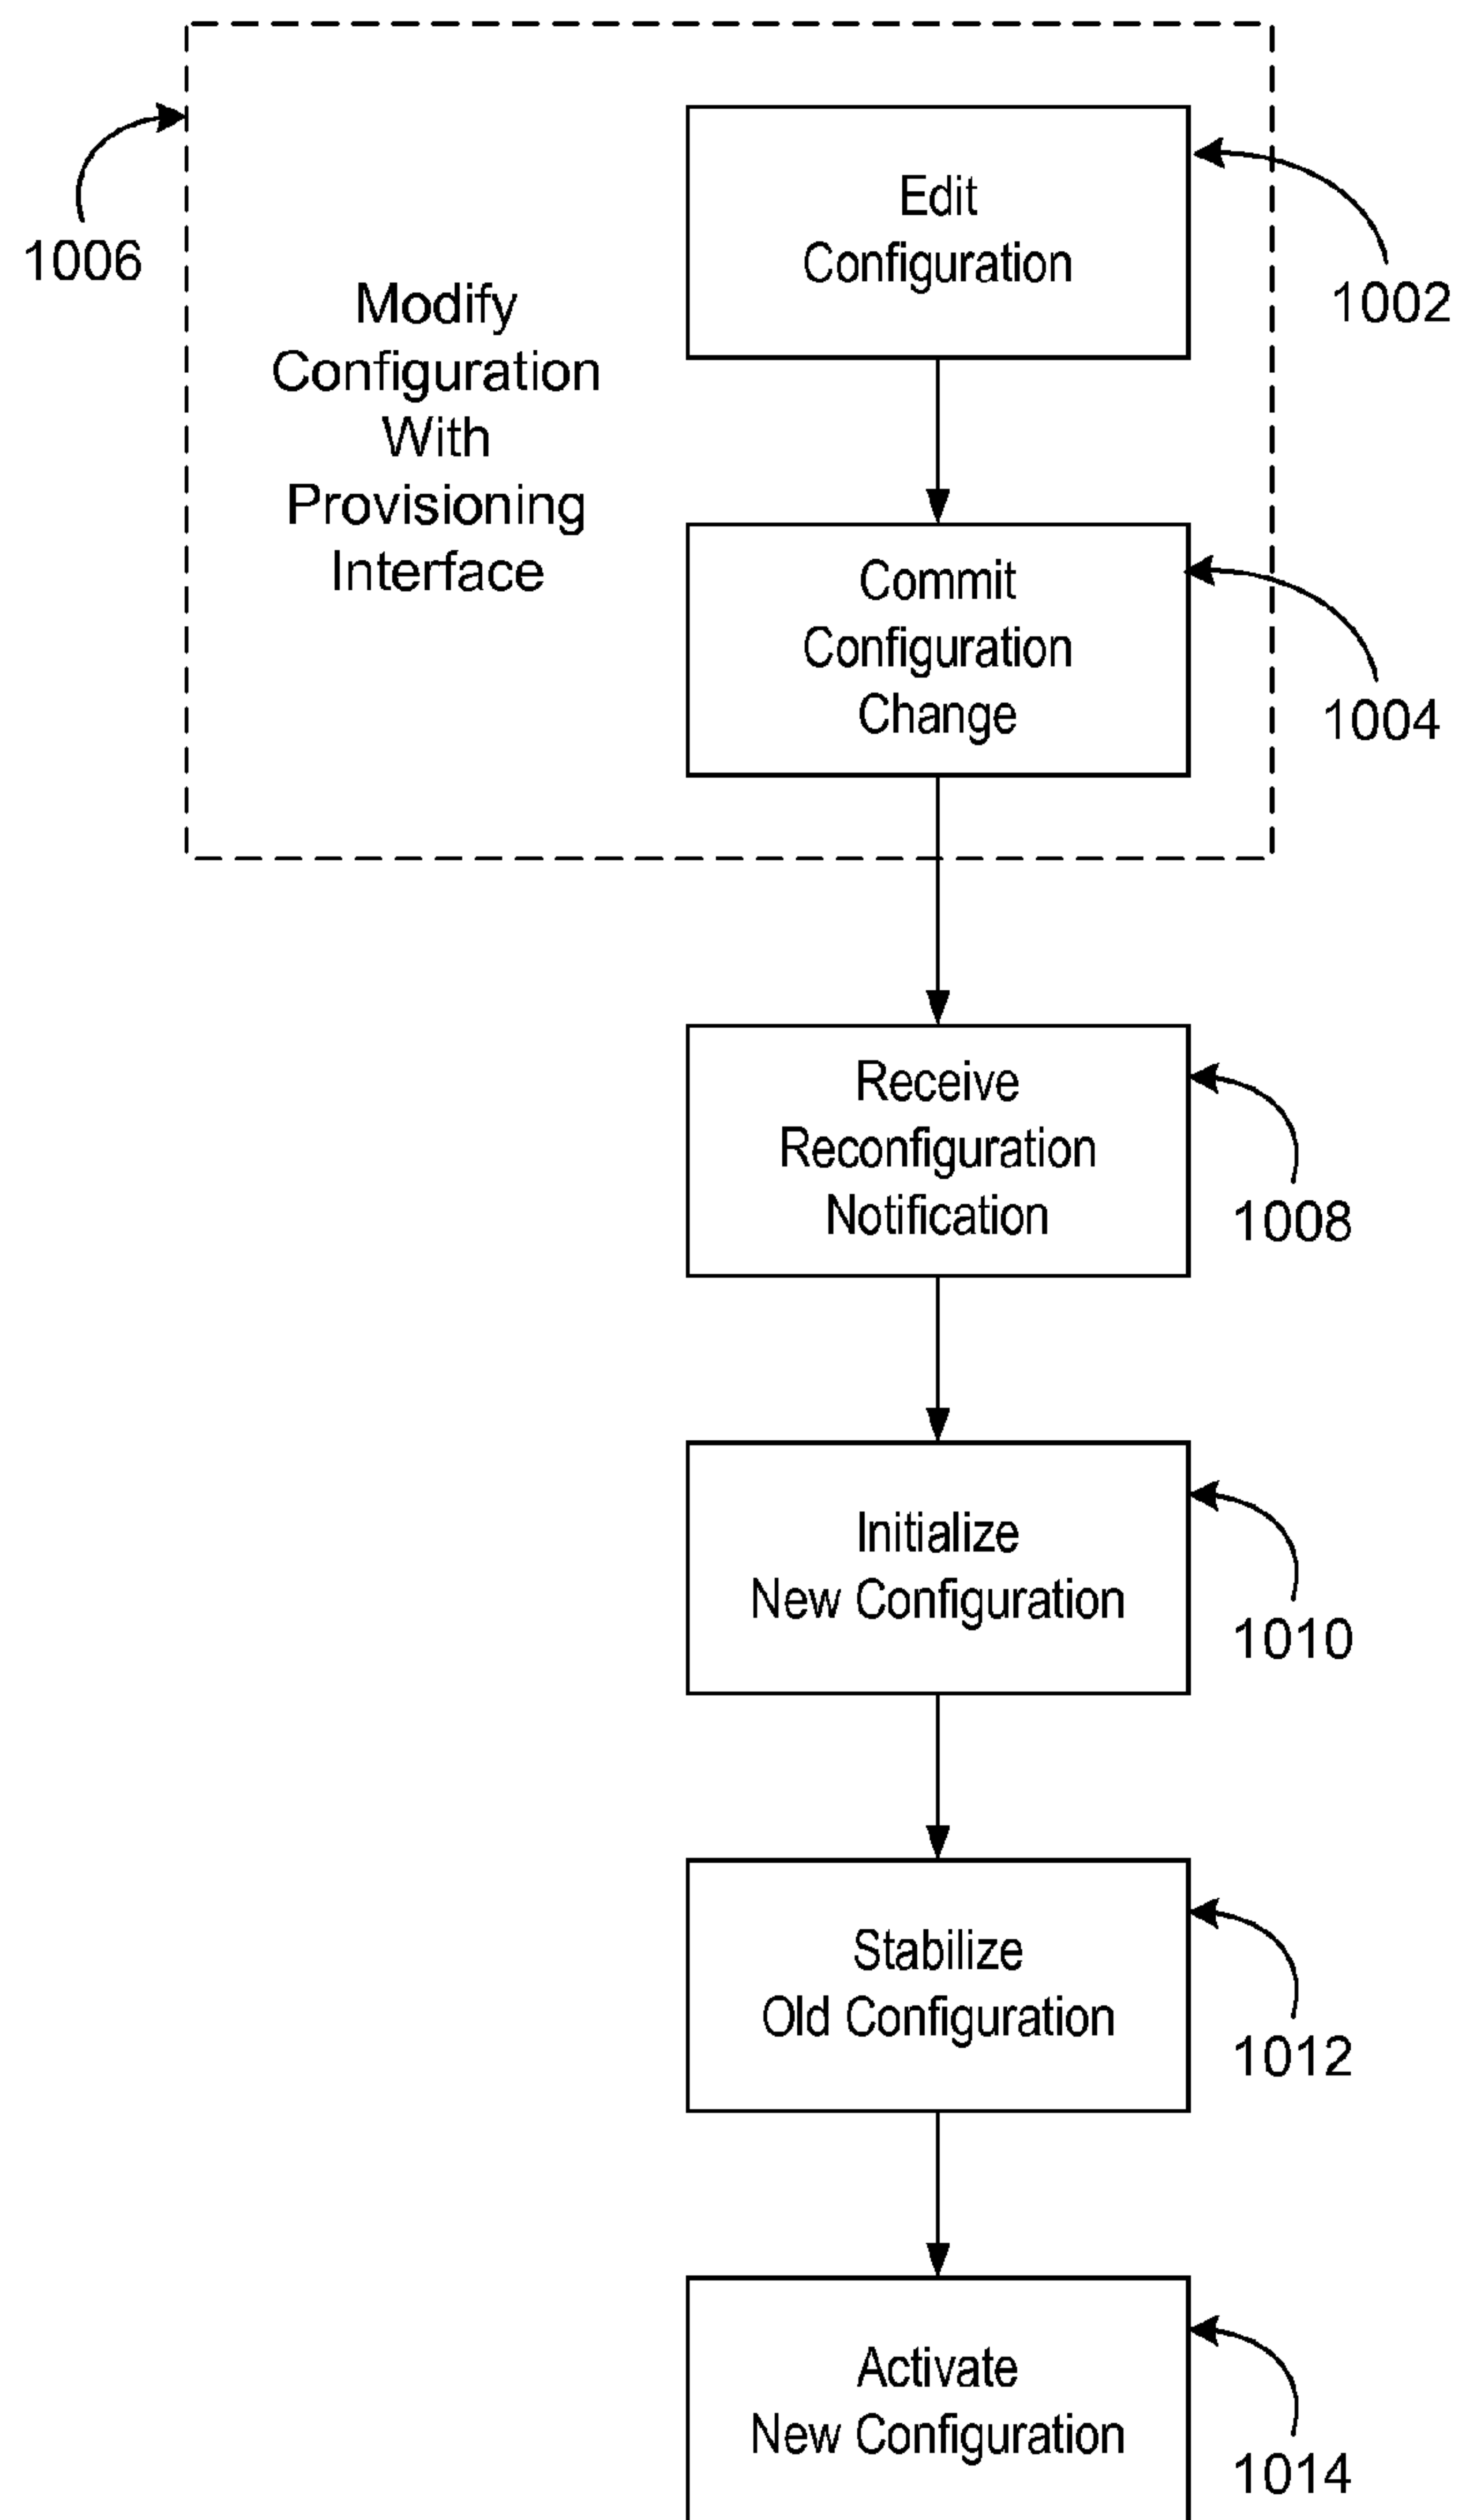 Edit
Configuration
1002
1006
Modify
Configuration
With
Provisioning
Interface
Commit
Configuration
Change
1004
Receive
Reconfiguration
Notification
1008
Initialize
New Configuration
1010
Stabilize
Old Configuration
1012
Activate
New Configuration
1014